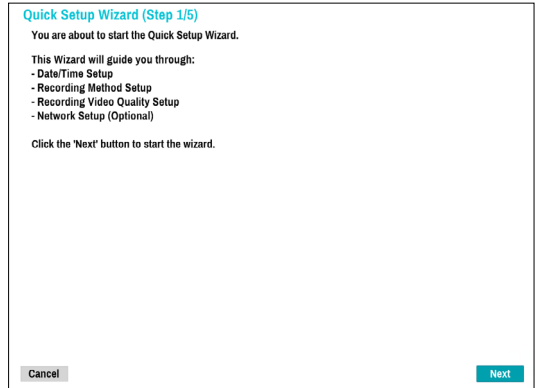 Quick Setup Wizard (Step 1/5)
You are about to start the Quick Setup Wizard.
This Wizard will guide you through:
- Date/Time Setup
- Recording Method Setup
- Recording Video Quality Setup
- Network Setup (Optional)
Click the 'Next' button to start the wizard.
Cancel
Next